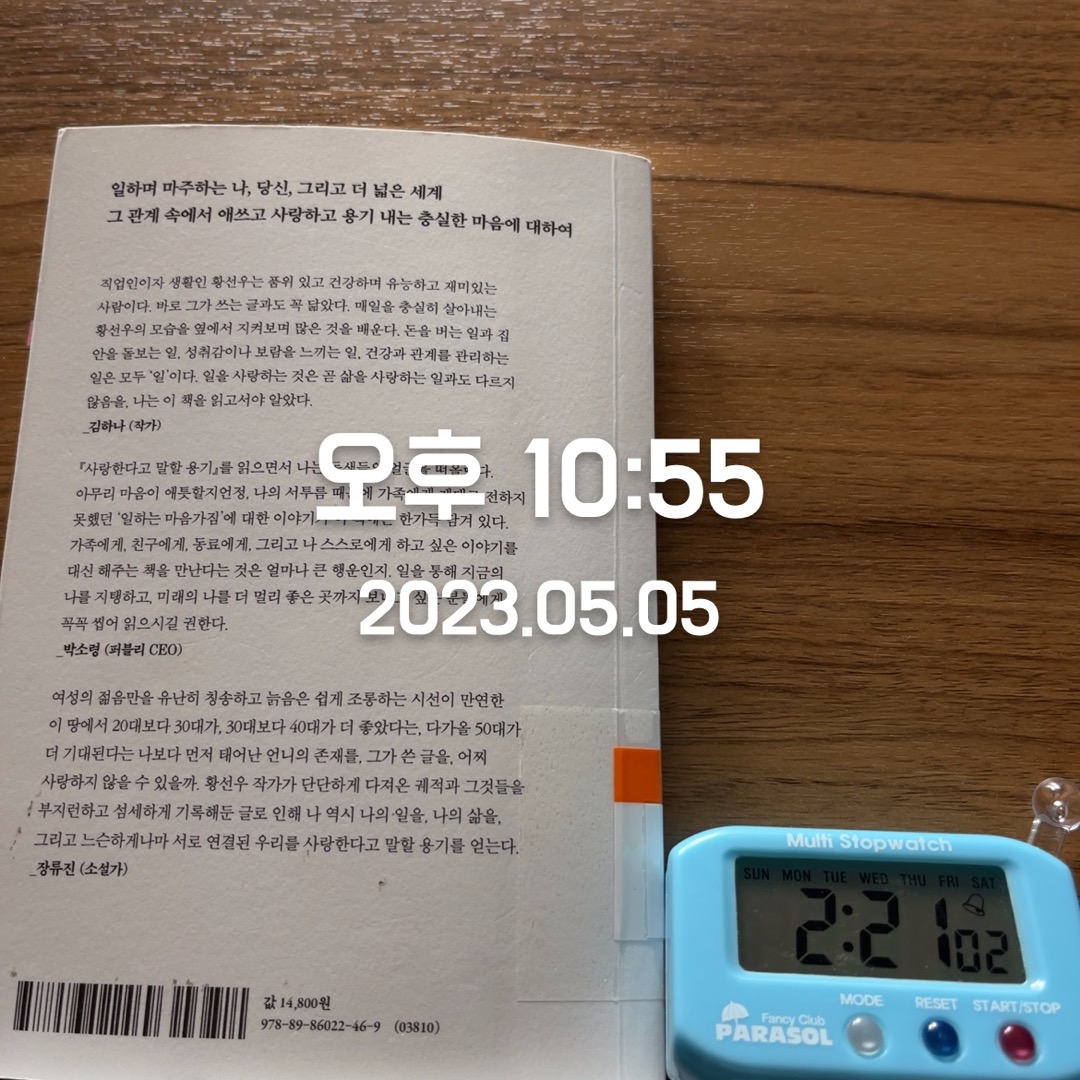 일하며 마주하는 나, 당신, 그리고 더 넓은 세계
그 관계 속에서 애쓰고 사랑하고 용기 내는 충실한 마음에 대하여
직업인이자 생활인 황선우는 품위 있고 건강하며 유능하고 재미있는
사람이다. 바로 그가 쓰는 글과도 꼭 닮았다. 매일을 충실히 살아내는
황선우의 모습을 옆에서 지켜보며 많은 것을 배운다. 돈을 버는 일과 집
안을 돌보는 일, 성취감이나 보람을 느끼는 일, 건강과 관계를 관리하는
일은 모두 '일'이다. 일을 사랑하는 것은 곧 삶을 사랑하는 일과도 다르지
않음을, 나는 이 책을 읽고서야 알았다.
_김하나 (작가)
『사랑한다고 말할 용기』를 읽으면서 나는
아무리 마음이 애틋할지언정, 나의 서투름 전하지
못했던 '일하는 마음가짐'에 대한 한가득 담겨 있다.
가족에게, 친구에게, 동료에게, 그리고 나 스스로에게 하고 싶은 이야기를
대신 해주는 책을 만난다는 것은 얼마나 큰 행운인지. 일을 통해 지금의
나를 지탱하고, 미래의 나를 더 멀리 좋은 곳까지
꼭꼭 씹어 읽으시길 권한다.
_박소령 (퍼블리 CEO)
오후 10:55
2023.05.05
여성의 젊음만을 유난히 칭송하고 늙음은 쉽게 조롱하는 시선이 만연한
이 땅에서 20대보다 30대가, 30대보다 40대가 더 좋았다는, 다가올 50대가
더 기대된다는 나보다 먼저 태어난 언니의 존재를, 그가 쓴 글을, 어찌
사랑하지 않을 수 있을까. 황선우 작가가 단단하게 다져온 궤적과 그것들을
부지런하고 섬세하게 기록해둔 글로 인해 나 역시 나의 일을, 나의 삶을,
그리고 느슨하게나마 서로 연결된 우리를 사랑한다고 말할 용기를 얻는다.
_장류진 (소설가)
값 14,800원
978-89-86022-46-9 (03810)
Multi Stopwatch
SUN MON TUE WED THU FRI SAT
2:21 02
MODE RESET START/STOP
Fancy Club
PARASOL